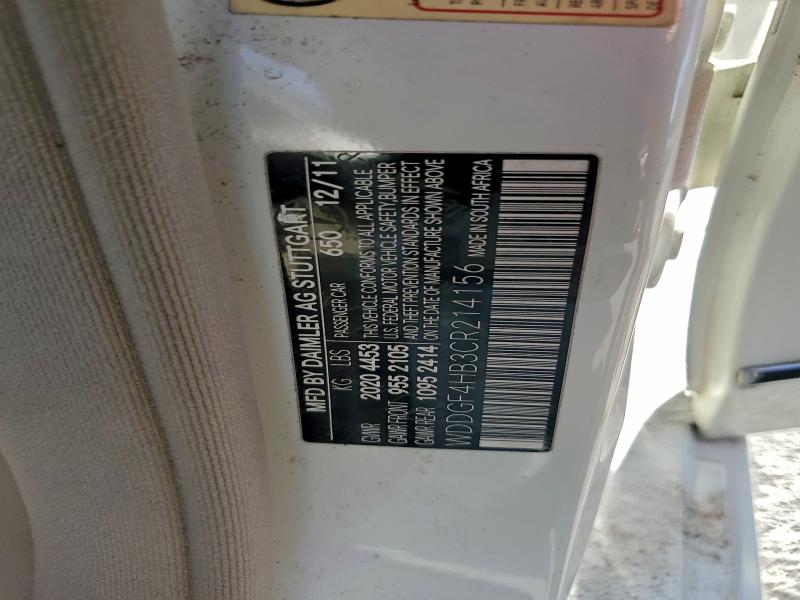 MFD BY DAIMLER AG STUTTGART
KG LBS PASSENGER CAR 650 12/11
GVWR 2020 4453 THIS VEHICLE CONFORMS TO ALL APPLICABLE
GAWR FRONT 955 2105 U.S. FEDERAL MOTOR VEHICLE SAFETY, BUMPER
AND THEFT PREVENTION STANDARDS IN EFFECT
GAWR REAR 1095 2414 ON THE DATE OF MANUFACTURE SHOWN ABOVE
WDDGF4HB3CR214156 MADE IN SOUTH AFRICA